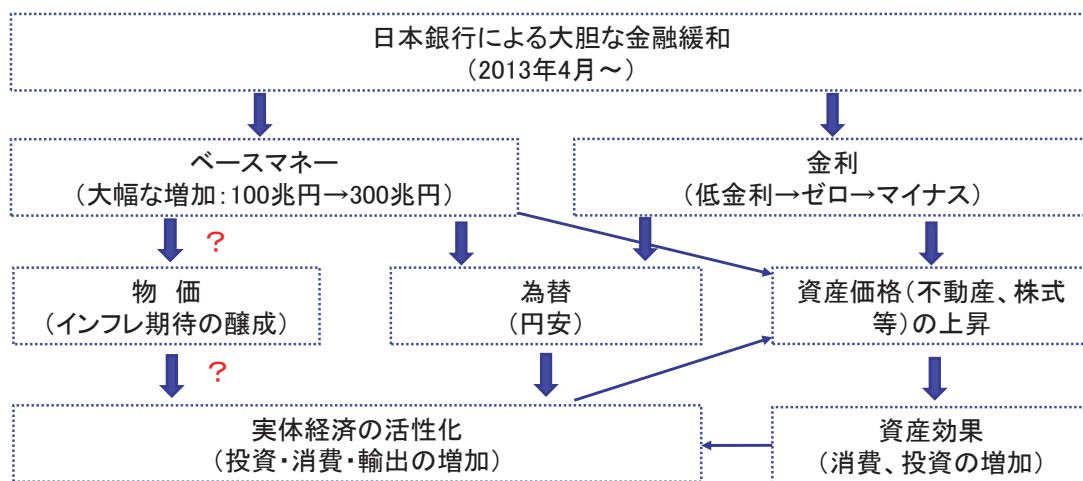 日本銀行による大胆な金融緩和
（2013年4月～）
ベースマネー
（大幅な増加：100兆円→300兆円）
金利
（低金利→ゼロ→マイナス）
？
物　価
（インフレ期待の醸成）
為替
（円安）
資産価格（不動産、株式
等）の上昇
？
実体経済の活性化
（投資・消費・輸出の増加）
資産効果
（消費、投資の増加）